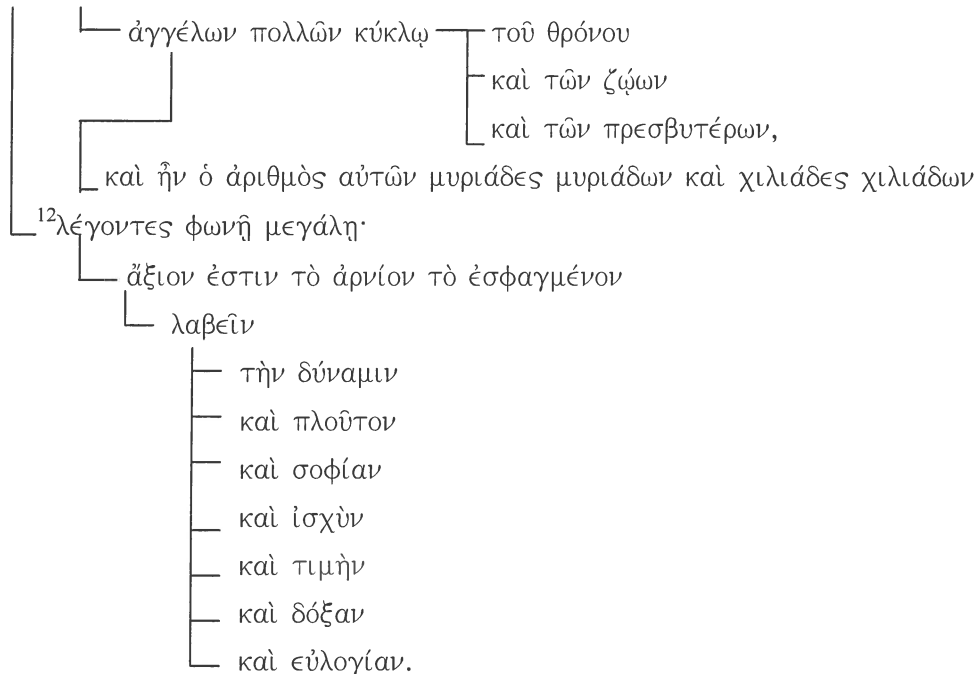 ἀγγέλων πολλῶν κύκλῳ τοῦ θρόνου
καὶ τῶν ζῴων
καὶ τῶν πρεσβυτέρων,
καὶ ἦν ὁ ἀριθμὸς αὐτῶν μυριάδες μυριάδων καὶ χιλιάδες χιλιάδων
12λέγοντες φωνῇ μεγάλῃ·
ἄξιον ἐστιν τὸ ἀρνίον τὸ ἐσφαγμένον
λαβεῖν
τὴν δύναμιν
καὶ πλοῦτον
καὶ σοφίαν
καὶ ἰσχὺν
καὶ τιμὴν
καὶ δόξαν
καὶ εὐλογίαν.